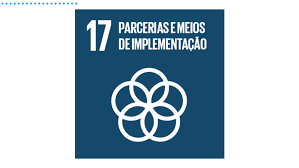 17 PARCERIAS E MEIOS
DE IMPLEMENTAÇÃO